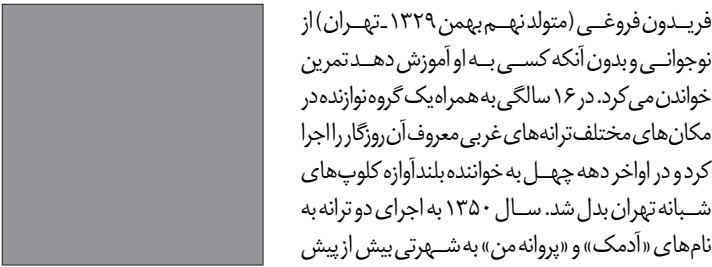 فریدون فروغی (متولد نهم بهمن ۱۳۲۹ ـ تهران) از
نوجوانی و بدون آنکه کسی به او آموزش دهد تمرین
خواندن می‌کرد. در ۱۶ سالگی به همراه یک گروه نوازنده در
مکان‌های مختلف ترانه‌های غربی معروف آن روزگار را اجرا
کرد و در اواخر دهه چهل به خواننده بلندآوازه کلوپ‌های
شبانه تهران بدل شد. سال ۱۳۵۰ به اجرای دو ترانه به
نام‌های «آدمک» و «پروانه من» به شهرتی بیش از پیش